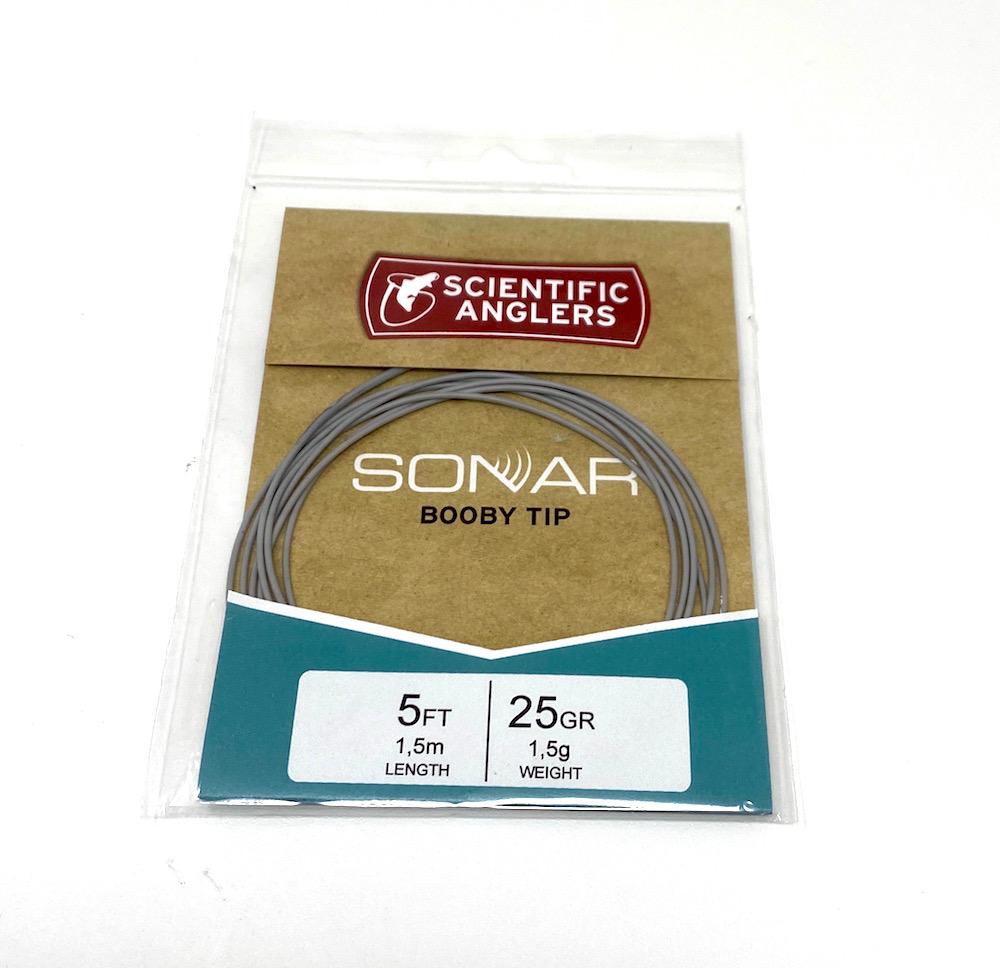 SCIENTIFIC
ANGLERS
SONAR
BOOBY TIP
5FT
1,5m
LENGTH
25GR
1,5g
WEIGHT